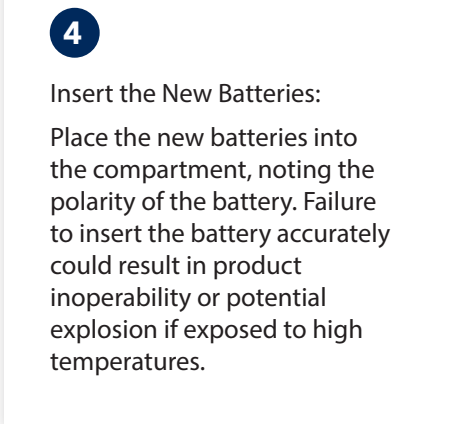 4
Insert the New Batteries:
Place the new batteries into
the compartment, noting the
polarity of the battery. Failure
to insert the battery accurately
could result in product
inoperability or potential
explosion if exposed to high
temperatures.